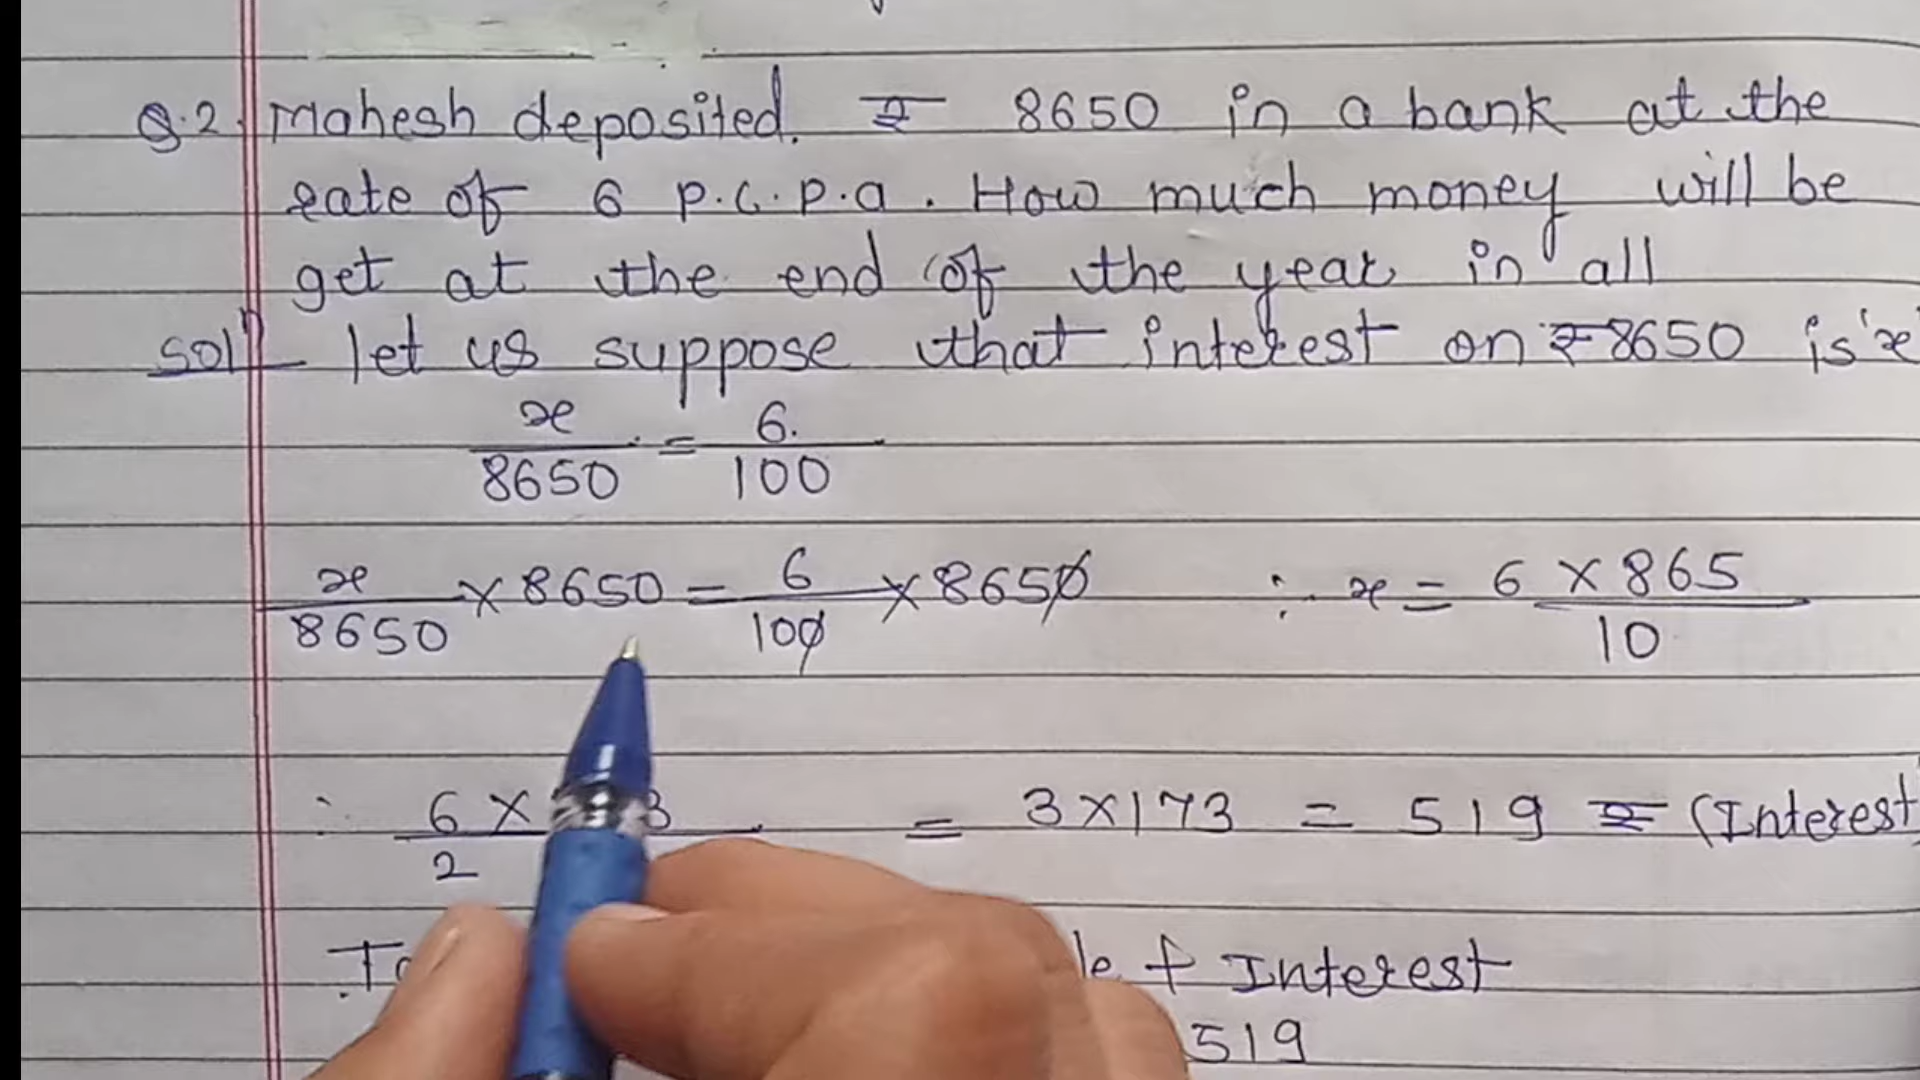 Q.2. Mahesh deposited. ₹ 8650 in a bank at the
rate of 6 p.c.p.a. How much money will be
get at the end of the year in all
Solⁿ let us suppose that interest on ₹8650 is 'x'
x/8650 = 6/100
x/8650 × 8650 = 6/100 × 8650 ∴ x = 6 × 865/10
∴ 6 × /2 = 3×173 = 519 ₹ (Interest)
+ Interest
519